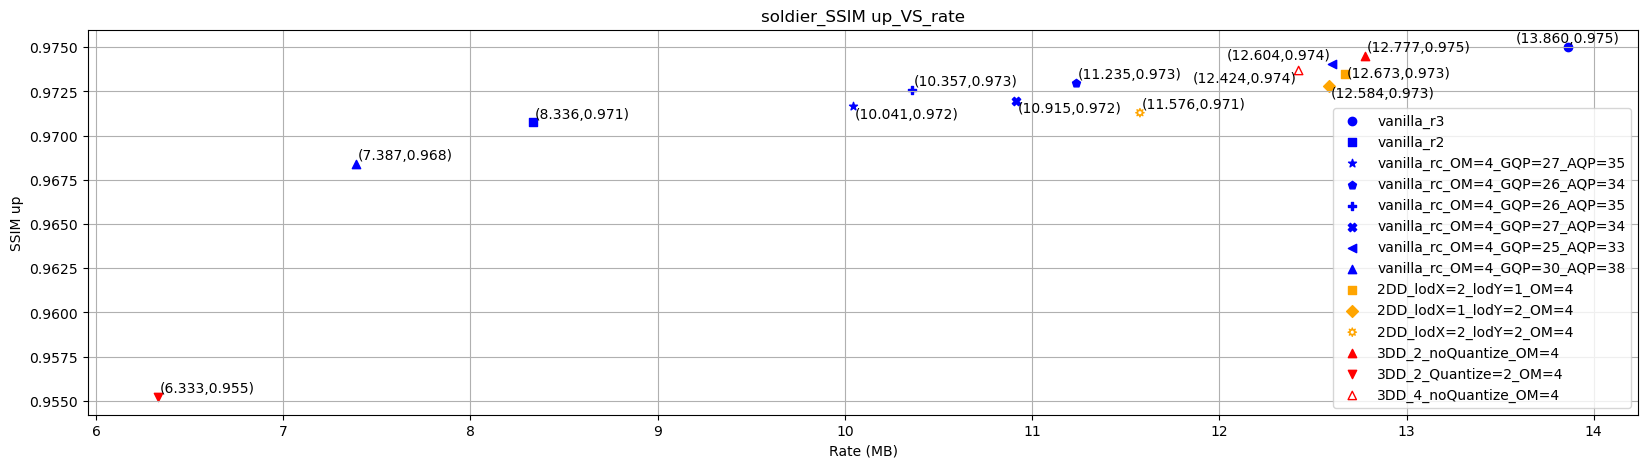 soldier_SSIM up_VS_rate
SSIM up
0.9750
0.9725
0.9700
0.9675
0.9650
0.9625
0.9600
0.9575
0.9550
(13.860,0.975)
(12.777,0.975)
(12.604,0.974)
(12.673,0.973)
(12.424,0.974)
(12.584,0.973)
(11.235,0.973)
(10.357,0.973)
(11.576,0.971)
(10.915,0.972)
(10.041,0.972)
(8.336,0.971)
(7.387,0.968)
(6.333,0.955)
vanilla_r3
vanilla_r2
vanilla_rc_OM=4_GQP=27_AQP=35
vanilla_rc_OM=4_GQP=26_AQP=34
vanilla_rc_OM=4_GQP=26_AQP=35
vanilla_rc_OM=4_GQP=27_AQP=34
vanilla_rc_OM=4_GQP=25_AQP=33
vanilla_rc_OM=4_GQP=30_AQP=38
2DD_lodX=2_lodY=1_OM=4
2DD_lodX=1_lodY=2_OM=4
2DD_lodX=2_lodY=2_OM=4
3DD_2_noQuantize_OM=4
3DD_2_Quantize=2_OM=4
3DD_4_noQuantize_OM=4
6 7 8 9 10 11 12 13 14
Rate (MB)